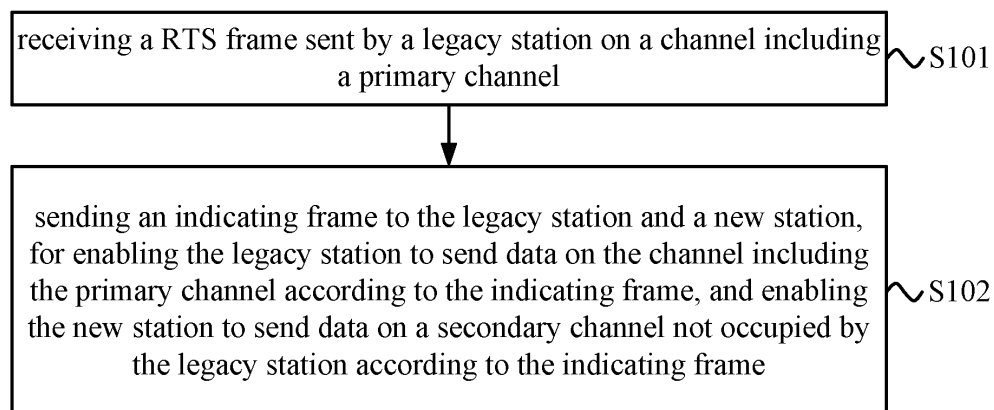 receiving a RTS frame sent by a legacy station on a channel including
a primary channel
S101
sending an indicating frame to the legacy station and a new station,
for enabling the legacy station to send data on the channel including
the primary channel according to the indicating frame, and enabling
the new station to send data on a secondary channel not occupied by
the legacy station according to the indicating frame
S102